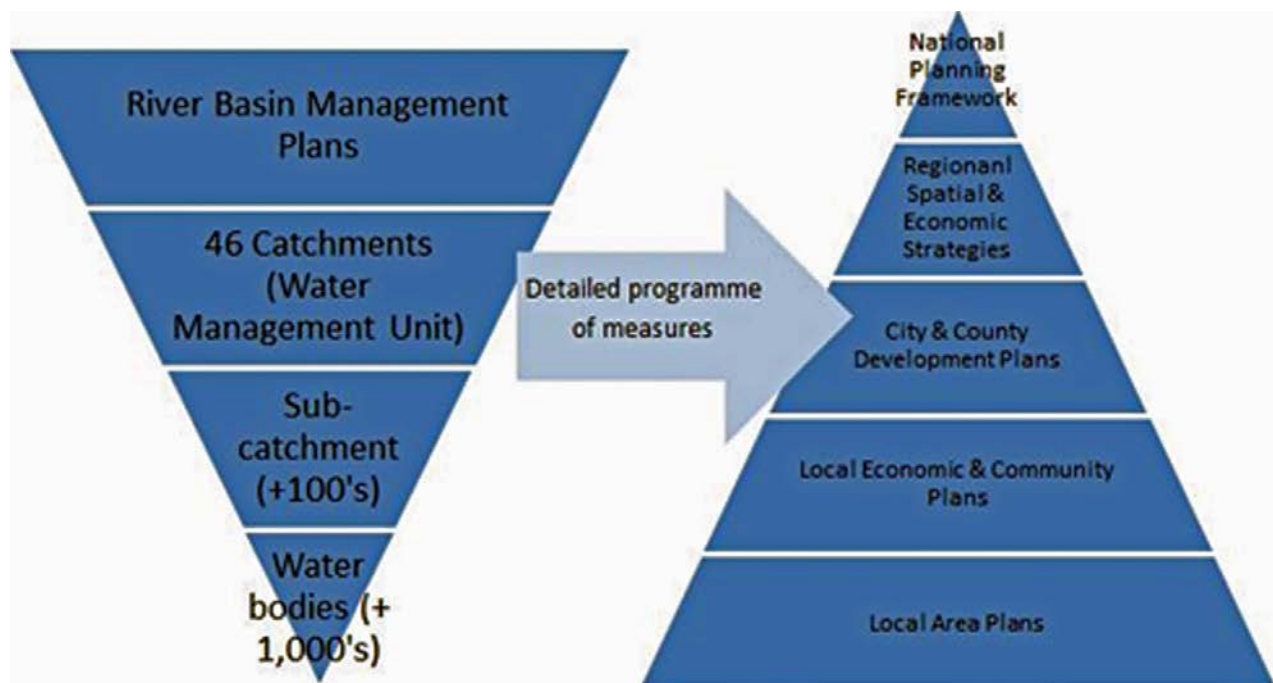 River Basin Management
Plans
46 Catchments
(Water
Management Unit)
Sub-
catchment
(+100's)
Water
bodies (+
1,000's)
Detailed programme
of measures
National
Planning
Framework
Regionanl
Spatial &
Economic
Strategies
City & County
Development Plans
Local Economic & Community
Plans
Local Area Plans